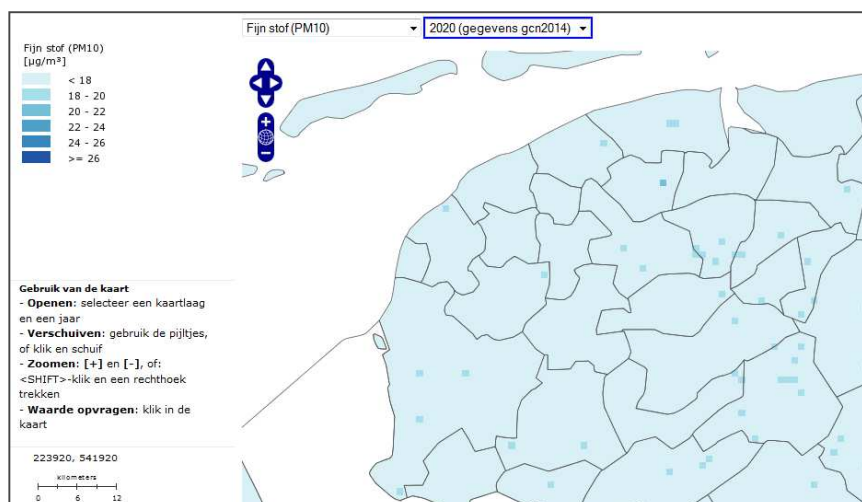 Fijn stof (PM10)
2020 (gegevens gcn2014)
Fijn stof (PM10)
[µg/m³]
< 18
18 - 20
20 - 22
22 - 24
24 - 26
>= 26
Gebruik van de kaart
- Openen: selecteer een kaartlaag
en een jaar
- Verschuiven: gebruik de pijltjes,
of klik en schuif
- Zoomen: [+] en [-], of:
<SHIFT>-klik en een rechthoek
trekken
- Waarde opvragen: klik in de
kaart
223920, 541920
kilometers
0 6 12